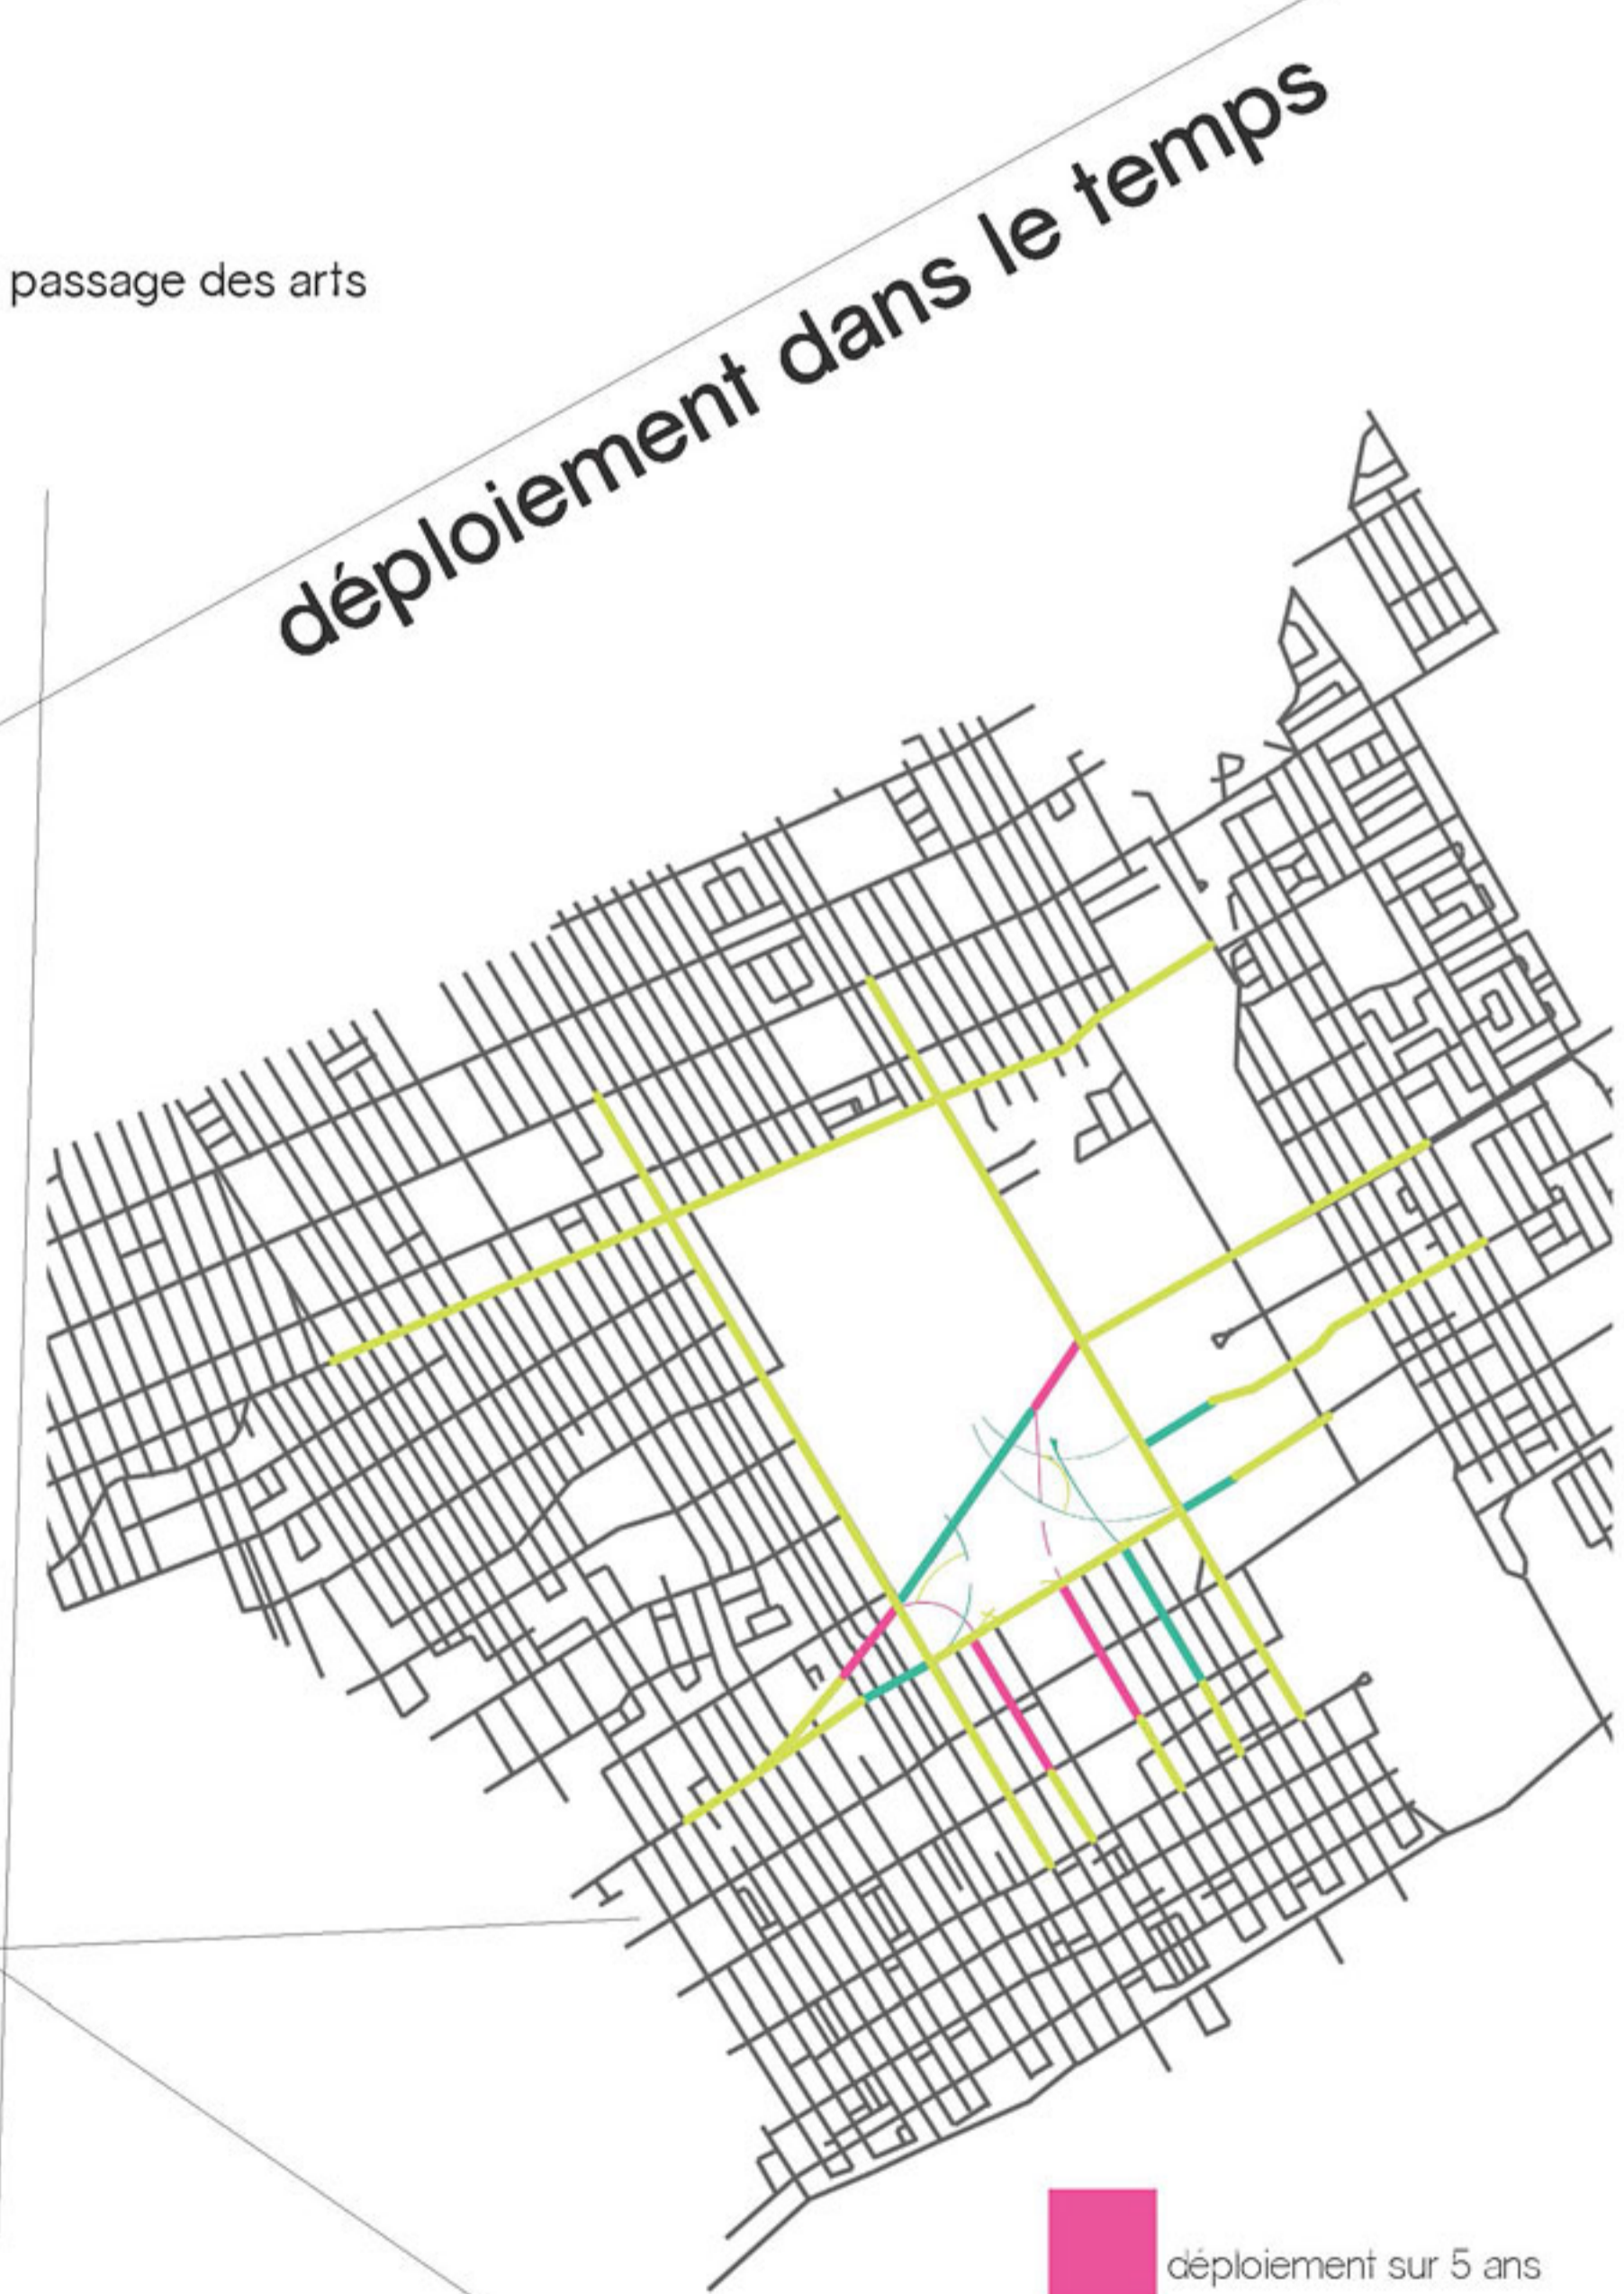 déploiement dans le temps
passage des arts
déploiement sur 5 ans